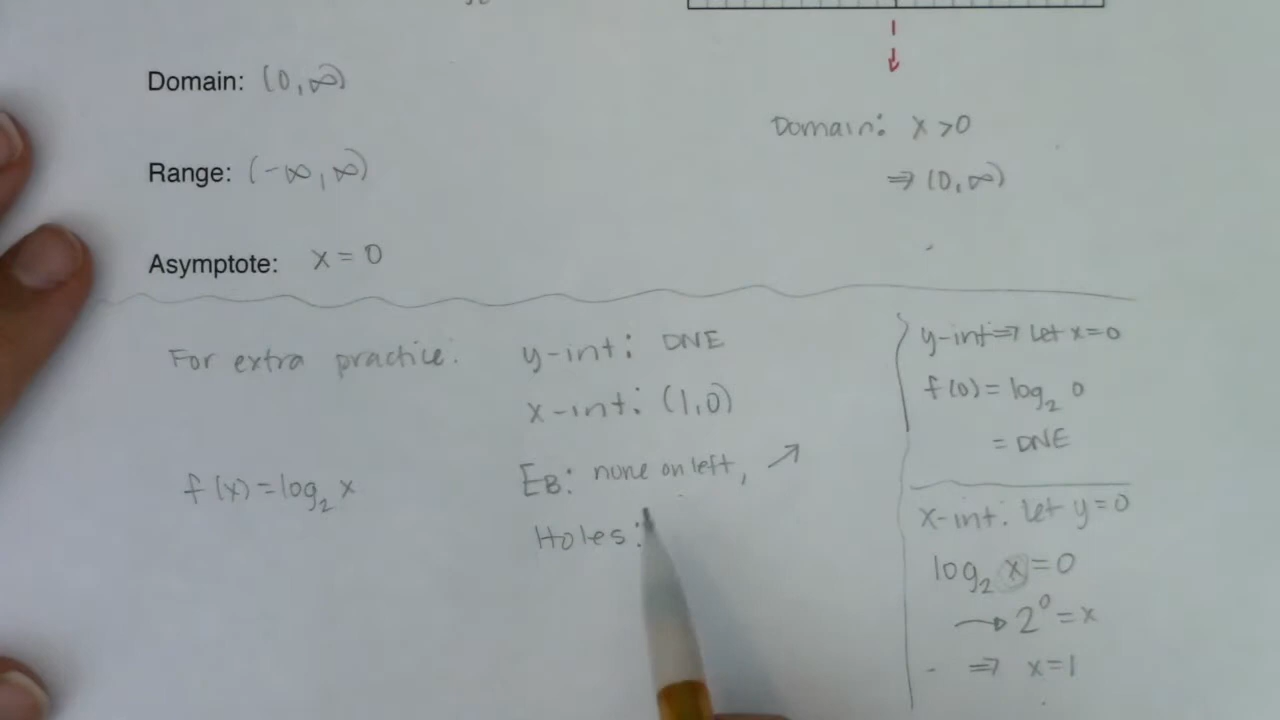 Domain: (0,∞)
Range: (-∞,∞)
Asymptote: x = 0
Domain: x >0
⇒ (0,∞)
For extra practice:
f(x) = log₂ x
y-int: DNE
x-int: (1,0)
EB: none on left, ↗
Holes:
y-int ⇒ let x=0
f(0) = log₂ 0
= DNE
x-int: Let y=0
log₂ x = 0
→ 2⁰ = x
⇒ x=1